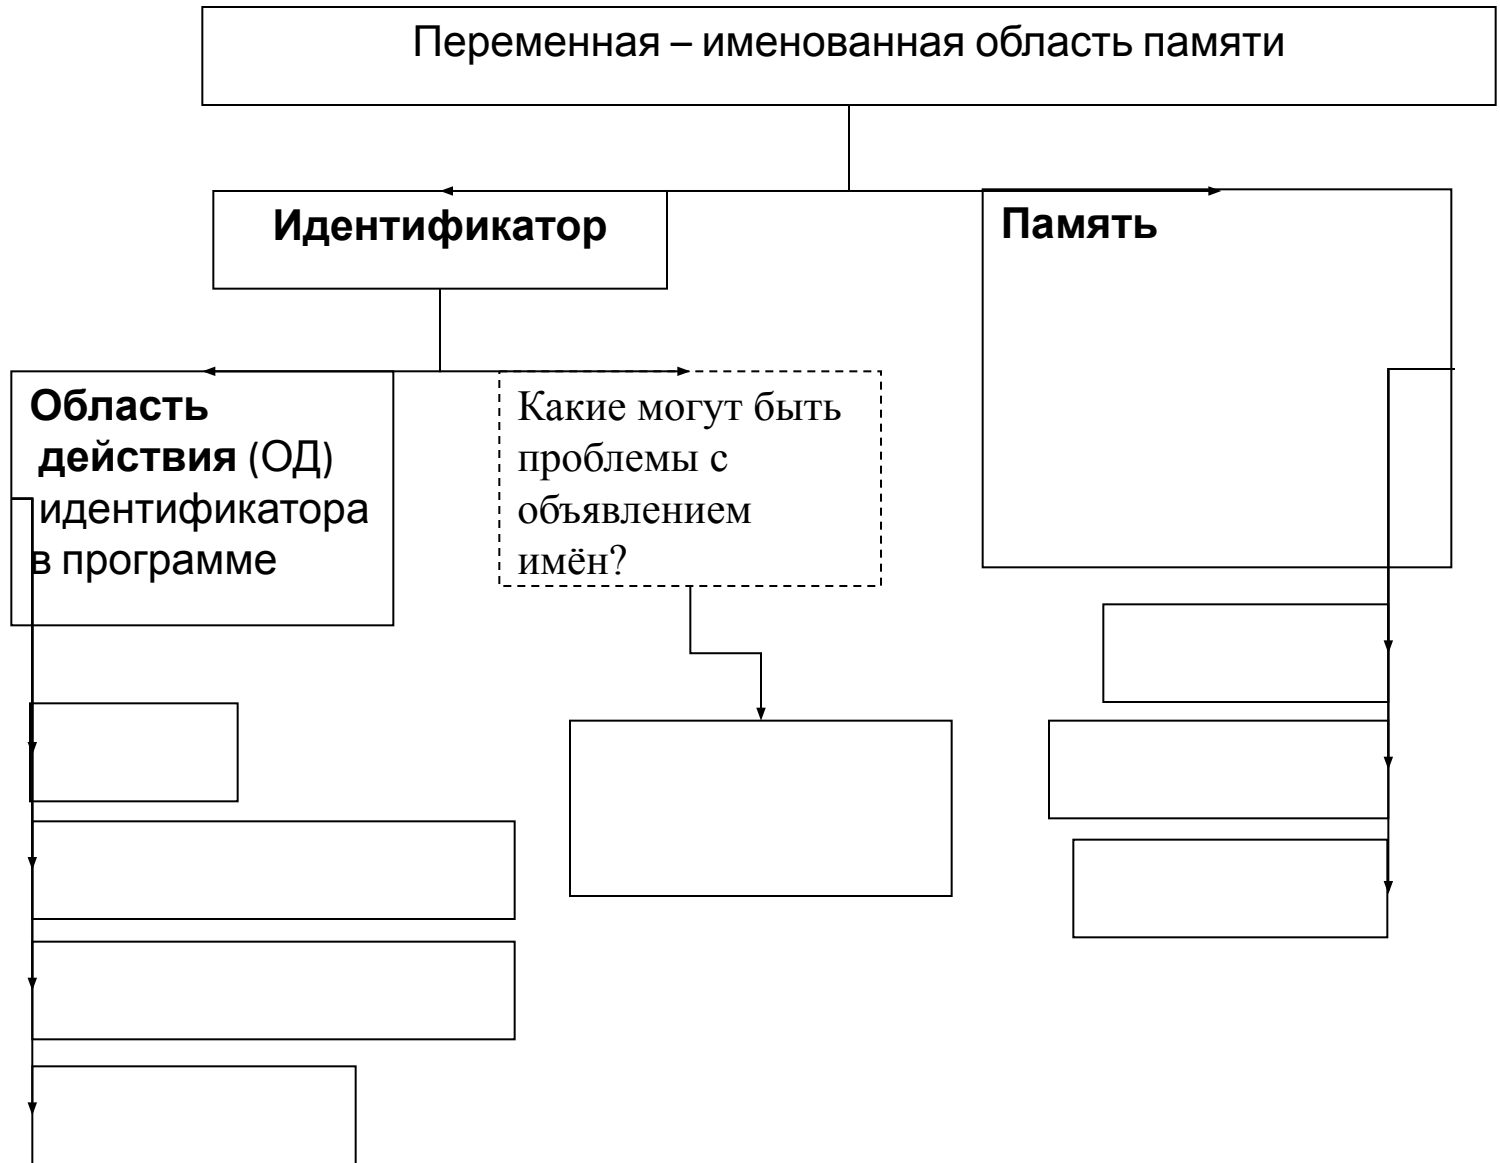 Переменная – именованная область памяти
Идентификатор
Память
Область
действия (ОД)
идентификатора
в программе
Какие могут быть
проблемы с
объявлением
имён?